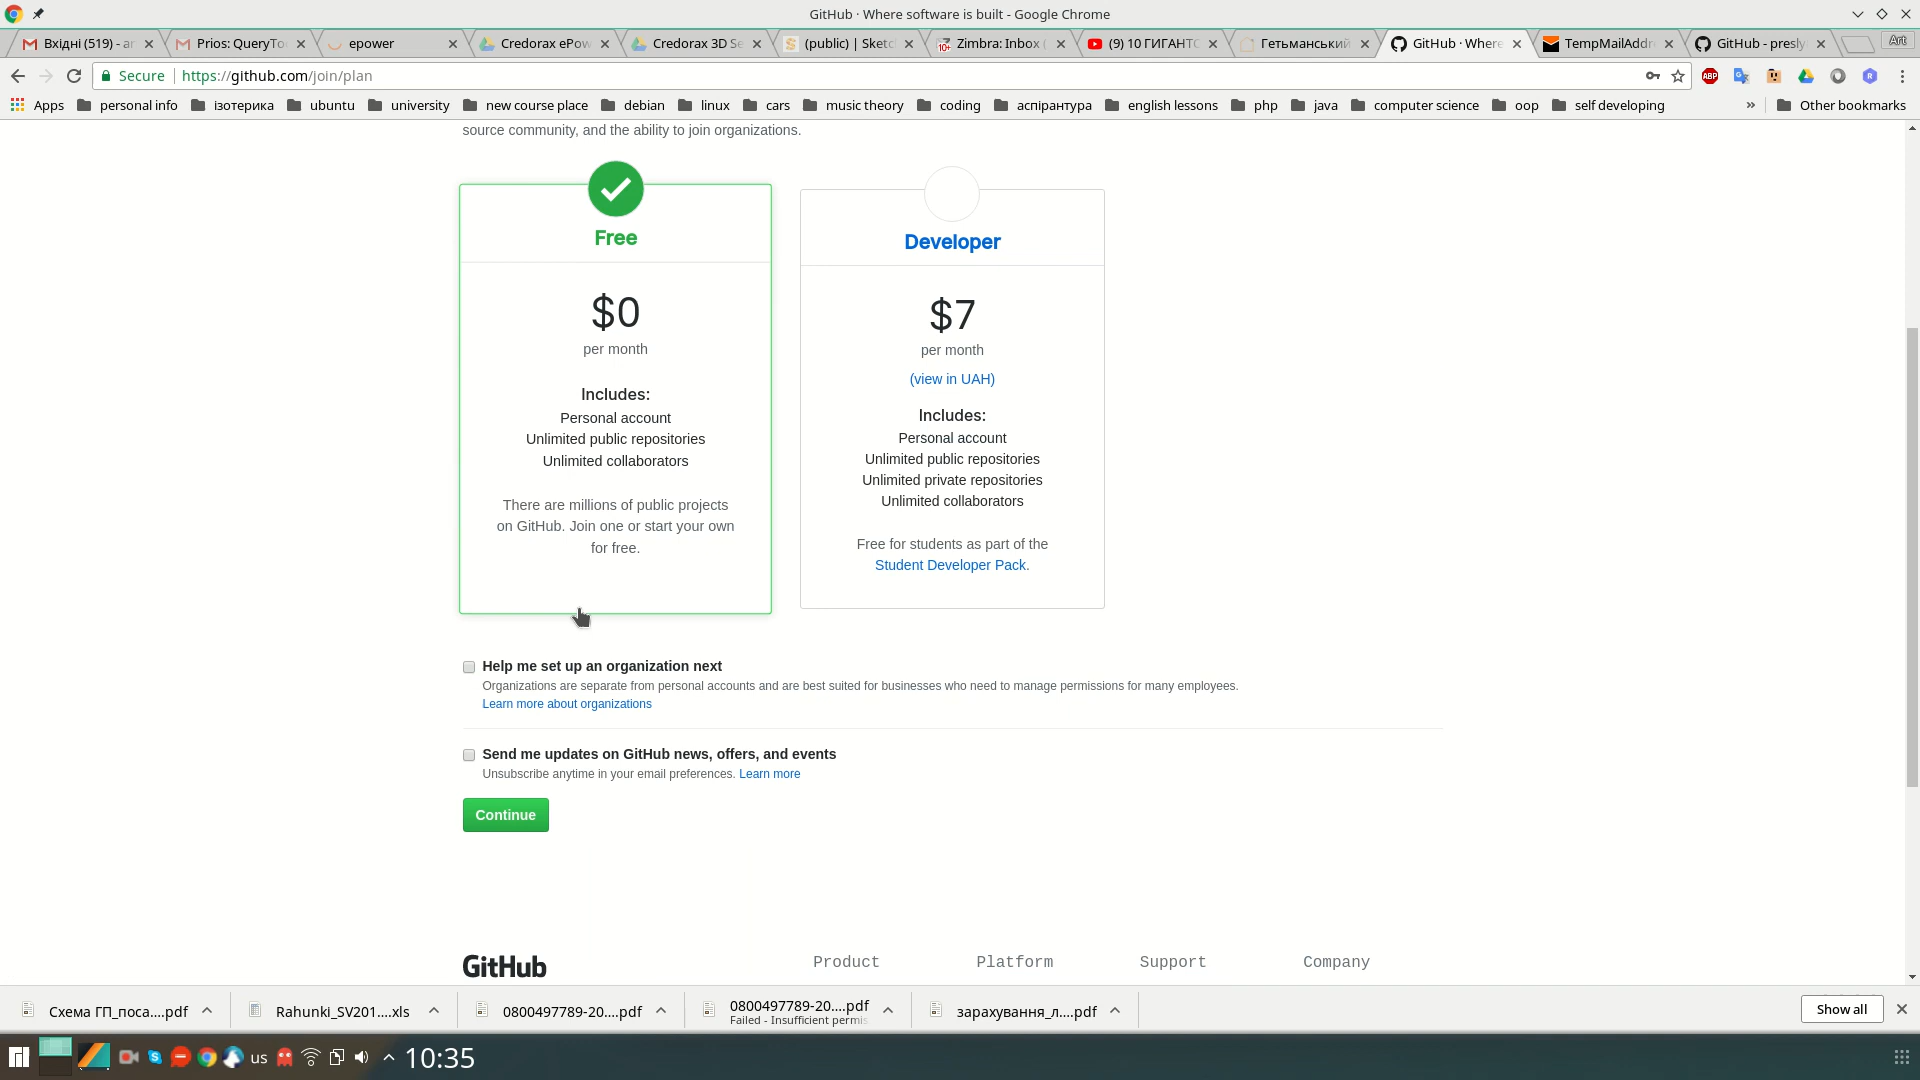 GitHub · Where software is built - Google Chrome
Вхідні (519) - ar
Prios: QueryToo
epower
Credorax ePow
Credorax 3D Se
(public) | Sketch
Zimbra: Inbox (
(9) 10 ГИГАНТС
Гетьманський
GitHub · Where
TempMailAddr
GitHub - presly
Art
Secure
https://github.com/join/plan
ABP
Apps
personal info
ізотерика
ubuntu
university
new course place
debian
linux
cars
music theory
coding
аспірантура
english lessons
php
java
computer science
oop
self developing
»
Other bookmarks
source community, and the ability to join organizations.
Free
$0
per month
Includes:
Personal account
Unlimited public repositories
Unlimited collaborators
There are millions of public projects
on GitHub. Join one or start your own
for free.
Developer
$7
per month
(view in UAH)
Includes:
Personal account
Unlimited public repositories
Unlimited private repositories
Unlimited collaborators
Free for students as part of the
Student Developer Pack.
Help me set up an organization next
Organizations are separate from personal accounts and are best suited for businesses who need to manage permissions for many employees.
Learn more about organizations
Send me updates on GitHub news, offers, and events
Unsubscribe anytime in your email preferences. Learn more
Continue
GitHub
Product
Platform
Support
Company
Схема ГП_поса....pdf
Rahunki_SV201....xls
0800497789-20....pdf
0800497789-20....pdf
Failed - Insufficient permis
зарахування_л....pdf
Show all
us
10:35